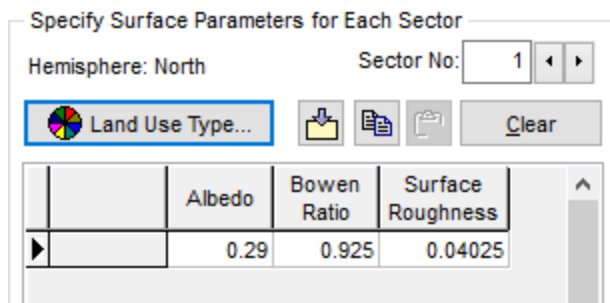 Specify Surface Parameters for Each Sector
Hemisphere: North
Sector No: 1
Land Use Type...
Clear
Albedo
Bowen Ratio
Surface Roughness
0.29 0.925 0.04025